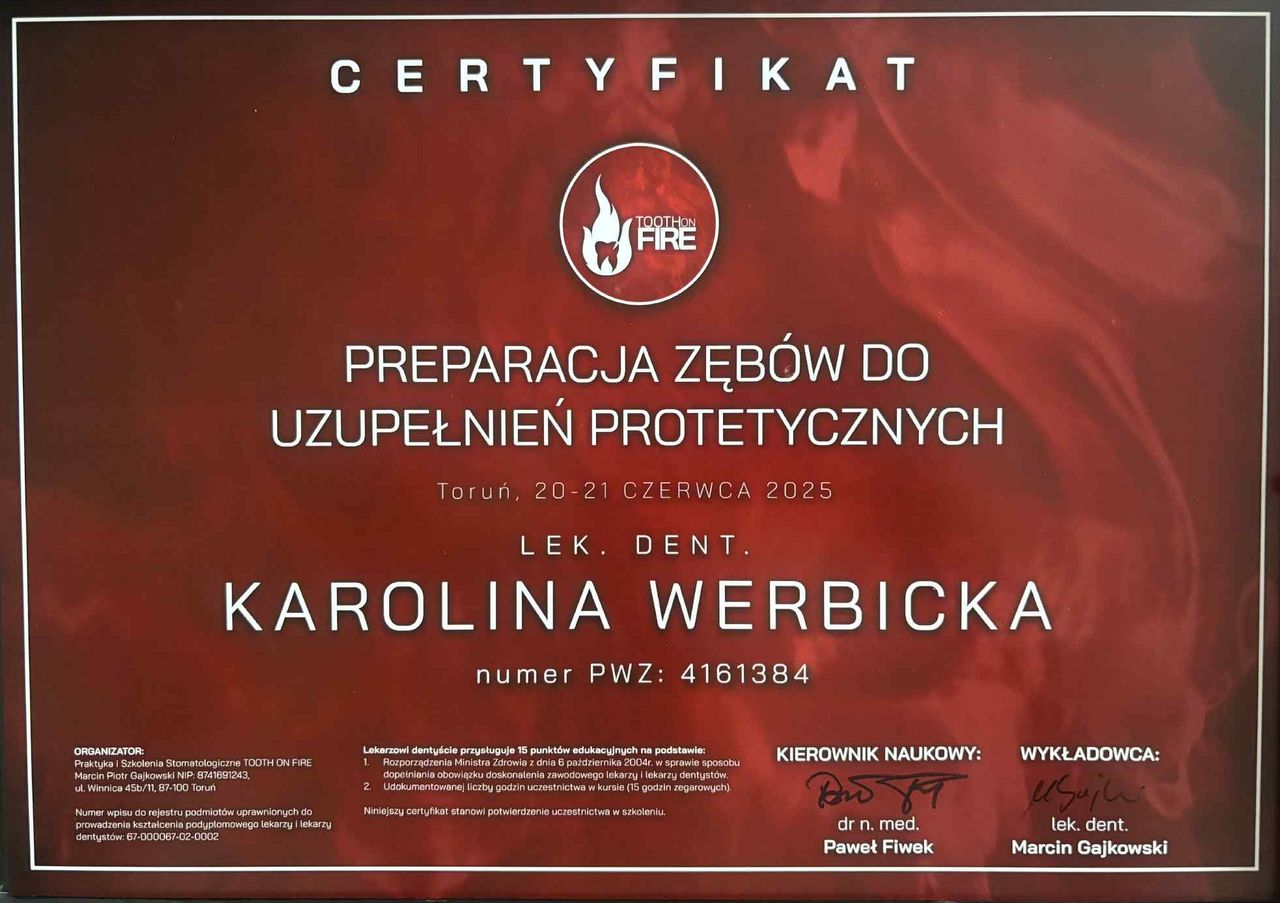 CERTYFIKAT
TOOTH ON
FIRE
PREPARACJA ZĘBÓW DO
UZUPEŁNIEŃ PROTETYCZNYCH
Toruń, 20-21 CZERWCA 2025
LEK. DENT.
KAROLINA WERBICKA
numer PWZ: 4161384
ORGANIZATOR:
Praktyka i Szkolenia Stomatologiczne TOOTH ON FIRE
Marcin Piotr Gajkowski NIP: 8741691243,
ul. Winnica 45b/11, 87-100 Toruń
Numer wpisu do rejestru podmiotów uprawnionych do
prowadzenia kształcenia podyplomowego lekarzy i lekarzy
dentystów: 67-000067-02-0002
Lekarzowi dentyście przysługuje 15 punktów edukacyjnych na podstawie:
1. Rozporządzenia Ministra Zdrowia z dnia 6 października 2004r. w sprawie sposobu
dopełniania obowiązku doskonalenia zawodowego lekarzy i lekarzy dentystów.
2. Udokumentowanej liczby godzin uczestnictwa w kursie (15 godzin zegarowych).
Niniejszy certyfikat stanowi potwierdzenie uczestnictwa w szkoleniu.
KIEROWNIK NAUKOWY:
dr n. med.
Paweł Fiwek
WYKŁADOWCA:
lek. dent.
Marcin Gajkowski